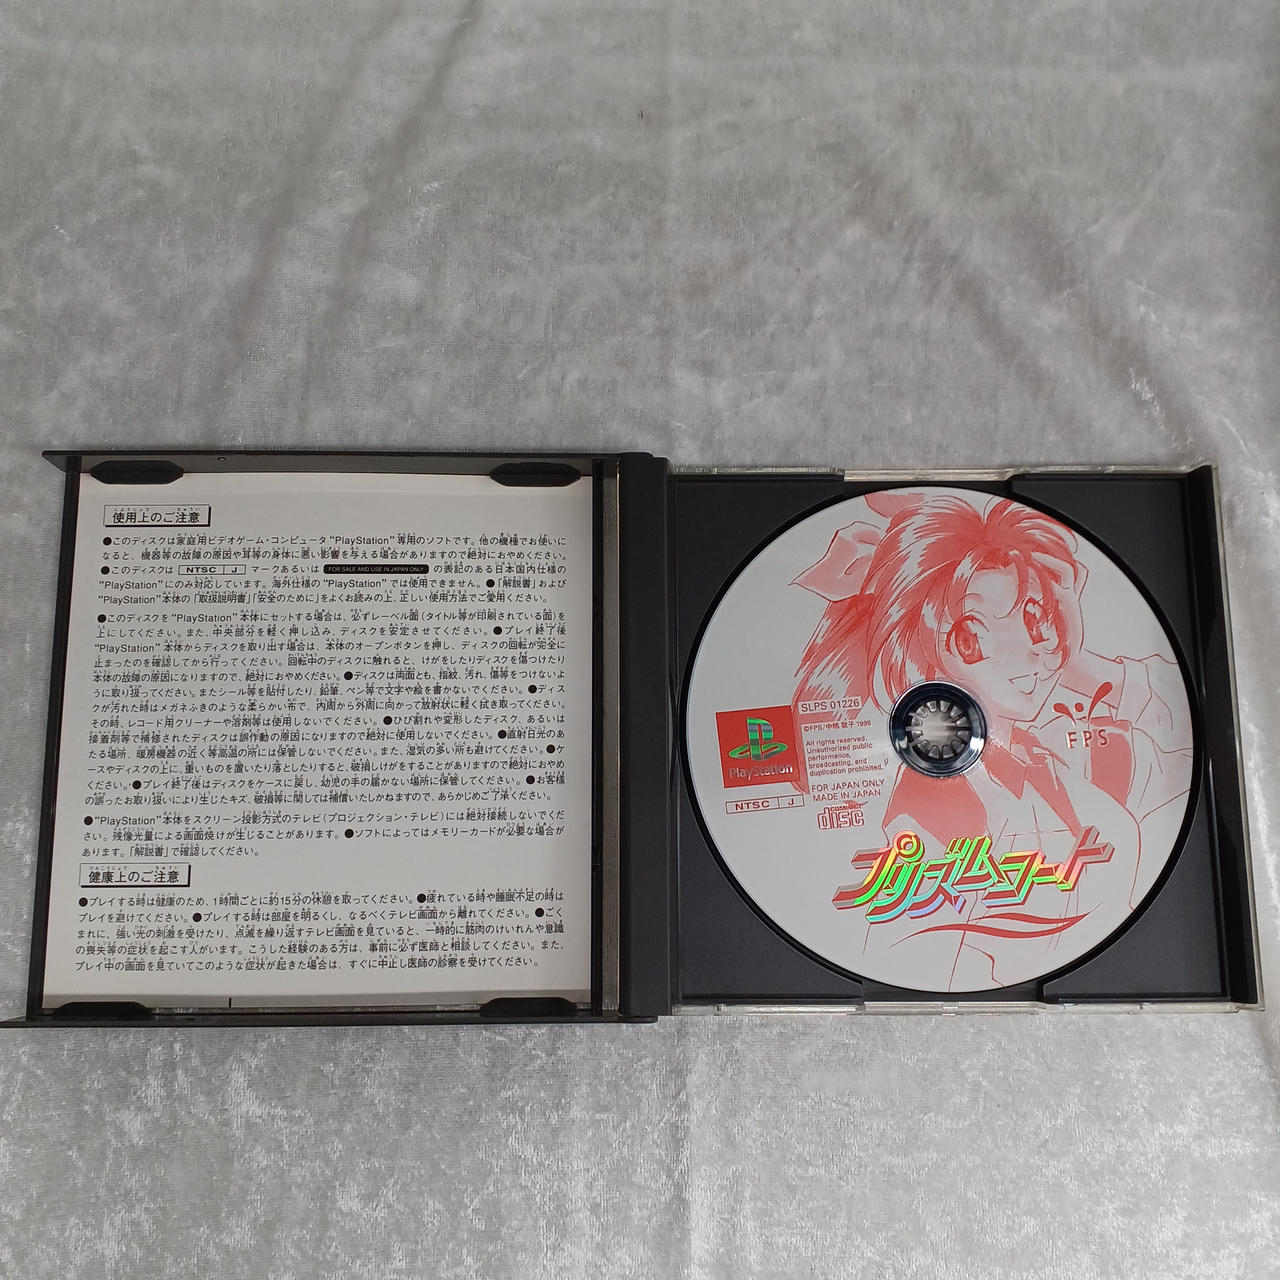 使用上のご注意
●このディスクは家庭用ビデオゲーム・コンピュータ“PlayStation”専用のソフトです。他の機種でお使いに
なると、機器等の故障の原因や耳等の身体に悪い影響を与える場合がありますので絶対におやめください。
●このディスクは NTSC J マークあるいは FOR SALE AND USE IN JAPAN ONLY の表記のある日本国内仕様の
“PlayStation”にのみ対応しています。海外仕様の“PlayStation”では使用できません。●「解説書」および
“PlayStation”本体の「取扱説明書」「安全のために」をよくお読みの上、正しい使用方法でご愛用ください。
●このディスクを“PlayStation”本体にセットする場合は、必ずレーベル面(タイトル等が印刷されている面)を
上にしてください。また、中央部分を軽く押し込み、ディスクを安定させてください。●プレイ終了後
“PlayStation”本体からディスクを取り出す場合は、本体のオープンボタンを押し、ディスクの回転が完全に
止まったのを確認してから行ってください。回転中のディスクに触れると、けがをしたりディスクを傷つけたり
本体の故障の原因になりますので、絶対におやめください。●ディスクは両面とも、指紋、汚れ、傷等をつけないよ
うに取り扱ってください。またシール等を貼付したり、鉛筆、ペン等で文字や絵を書かないでください。●ディス
クが汚れた時はメガネふきのような柔らかい布で、内周から外周に向かって放射状に軽く拭き取ってください。
その時、レコード用クリーナーや溶剤等は使用しないでください。●ひび割れや変形したディスク、あるいは
接着剤等で補修されたディスクは誤作動の原因になりますので絶対に使用しないでください。●直射日光のあ
たる場所、暖房機器の近く等高温の所には保管しないでください。また、湿気の多い所も避けてください。●ケ
ースやディスクの上に、重いものを置いたり落としたりすると、破損しけがをすることがありますので絶対におやめ
ください。●プレイ終了後はディスクをケースに戻し、幼児の手の届かない場所に保管してください。●お客様
の誤ったお取り扱いにより生じたキズ、破損等に関しては補償いたしかねますので、あらかじめご了承ください。
●“PlayStation”本体をスクリーン投影方式のテレビ(プロジェクション・テレビ)には絶対接続しないでくだ
さい。残像光量による画面焼けが生じることがあります。●ソフトによってはメモリーカードが必要な場合が
あります。「解説書」で確認してください。
健康上のご注意
●プレイする時は健康のため、1時間ごとに約15分の休憩を取ってください。●疲れている時や睡眠不足の時は
プレイを避けてください。●プレイする時は部屋を明るくし、なるべくテレビ画面から離れてください。●ごく
まれに、強い光の刺激を受けたり、点滅を繰り返すテレビ画面を見ていると、一時的に筋肉のけいれんや意識
の喪失等の症状を起こす人がいます。こうした経験のある方は、事前に必ず医師と相談してください。また、
プレイ中の画面を見ていてこのような症状が起きた場合は、すぐに中止し医師の診察を受けてください。
SLPS 01226
©FPS/中嶋 敦子 1998
All rights reserved.
Unauthorized public
performance,
broadcasting, and
duplication prohibited.
FOR JAPAN ONLY
MADE IN JAPAN
PlayStation
NTSC J
COMPACT
disc
FPS
プリズムコート